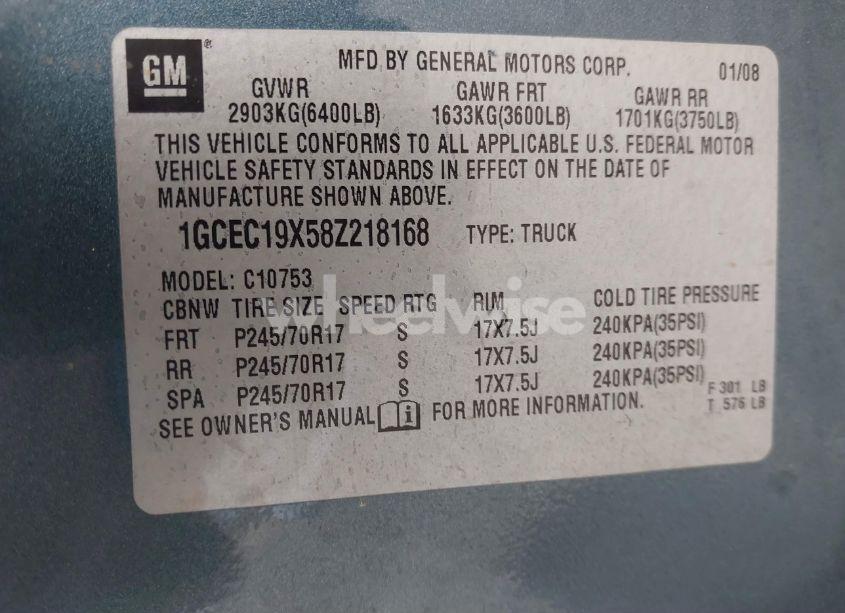 GM
MFD BY GENERAL MOTORS CORP. 01/08
GVWR GAWR FRT GAWR RR
2903KG(6400LB) 1633KG(3600LB) 1701KG(3750LB)
THIS VEHICLE CONFORMS TO ALL APPLICABLE U.S. FEDERAL MOTOR
VEHICLE SAFETY STANDARDS IN EFFECT ON THE DATE OF
MANUFACTURE SHOWN ABOVE.
1GCEC19X58Z218168 TYPE: TRUCK
MODEL: C10753
CBNW TIRE SIZE SPEED RTG RIM COLD TIRE PRESSURE
FRT P245/70R17 S 17X7.5J 240KPA(35PSI)
RR P245/70R17 S 17X7.5J 240KPA(35PSI)
SPA P245/70R17 S 17X7.5J 240KPA(35PSI)
F 301 LB
T 576 LB
SEE OWNER'S MANUAL i FOR MORE INFORMATION.
wheelwise